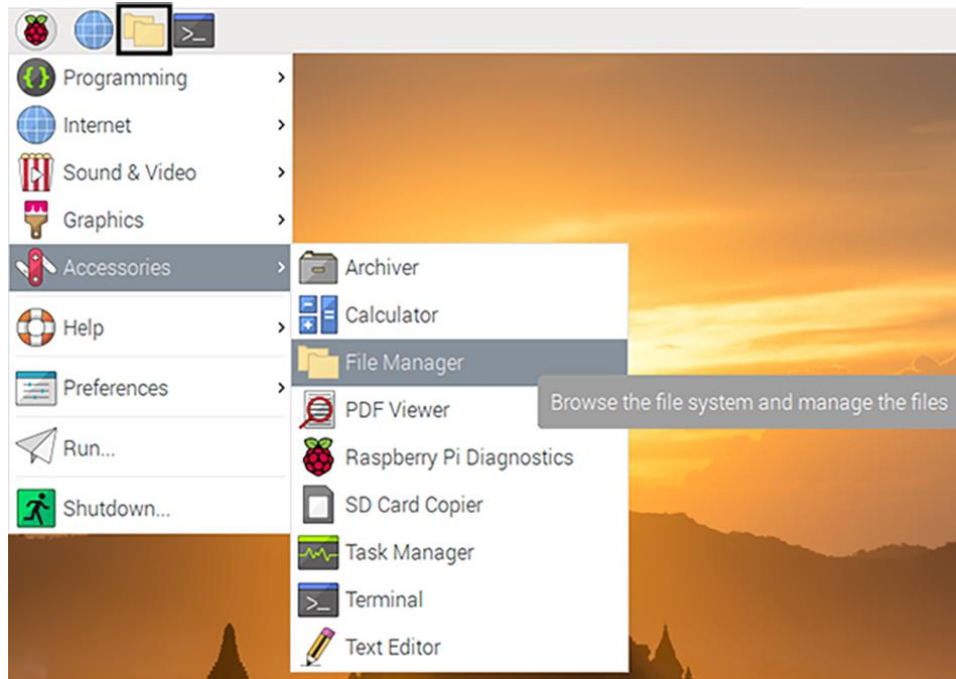 Programming
Internet
Sound & Video
Graphics
Accessories
Help
Preferences
Run...
Shutdown...
Archiver
Calculator
File Manager
PDF Viewer
Raspberry Pi Diagnostics
SD Card Copier
Task Manager
Terminal
Text Editor
Browse the file system and manage the files